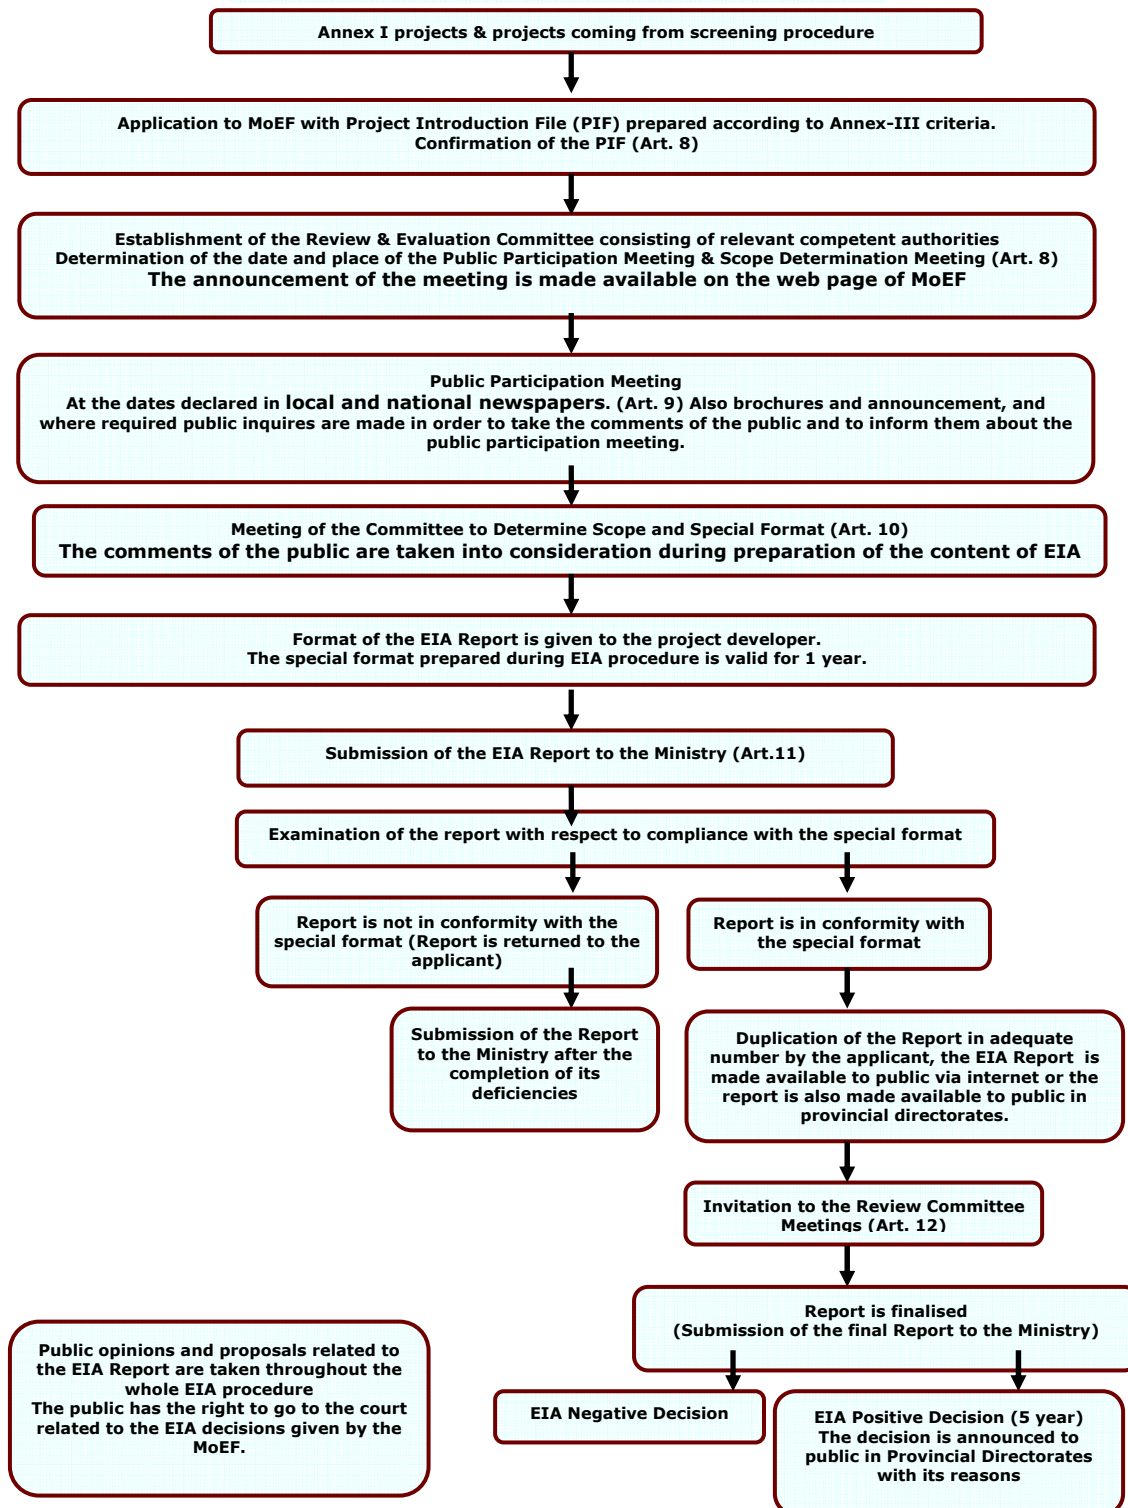 Annex I projects & projects coming from screening procedure
Application to MoEF with Project Introduction File (PIF) prepared according to Annex-III criteria.
Confirmation of the PIF (Art. 8)
Establishment of the Review & Evaluation Committee consisting of relevant competent authorities
Determination of the date and place of the Public Participation Meeting & Scope Determination Meeting (Art. 8)
The announcement of the meeting is made available on the web page of MoEF
Public Participation Meeting
At the dates declared in local and national newspapers. (Art. 9) Also brochures and announcement, and
where required public inquires are made in order to take the comments of the public and to inform them about the
public participation meeting.
Meeting of the Committee to Determine Scope and Special Format (Art. 10)
The comments of the public are taken into consideration during preparation of the content of EIA
Format of the EIA Report is given to the project developer.
The special format prepared during EIA procedure is valid for 1 year.
Submission of the EIA Report to the Ministry (Art.11)
Examination of the report with respect to compliance with the special format
Report is not in conformity with the
special format (Report is returned to the
applicant)
Report is in conformity with
the special format
Submission of the Report
to the Ministry after the
completion of its
deficiencies
Duplication of the Report in adequate
number by the applicant, the EIA Report is
made available to public via internet or the
report is also made available to public in
provincial directorates.
Invitation to the Review Committee
Meetings (Art. 12)
Report is finalised
(Submission of the final Report to the Ministry)
Public opinions and proposals related to
the EIA Report are taken throughout the
whole EIA procedure
The public has the right to go to the court
related to the EIA decisions given by the
MoEF.
EIA Negative Decision
EIA Positive Decision (5 year)
The decision is announced to
public in Provincial Directorates
with its reasons